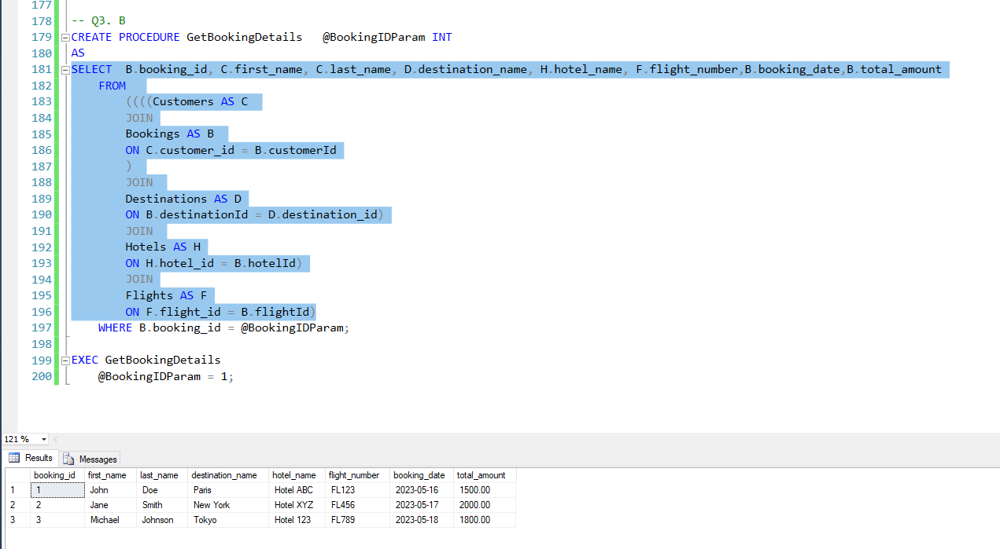 177
178 -- Q3. B
179 CREATE PROCEDURE GetBookingDetails @BookingIDParam INT
180 AS
181 SELECT B.booking_id, C.first_name, C.last_name, D.destination_name, H.hotel_name, F.flight_number,B.booking_date,B.total_amount
182 FROM
183 ((((Customers AS C
184 JOIN
185 Bookings AS B
186 ON C.customer_id = B.customerId
187 )
188 JOIN
189 Destinations AS D
190 ON B.destinationId = D.destination_id)
191 JOIN
192 Hotels AS H
193 ON H.hotel_id = B.hotelId)
194 JOIN
195 Flights AS F
196 ON F.flight_id = B.flightId)
197 WHERE B.booking_id = @BookingIDParam;
198
199 EXEC GetBookingDetails
200 @BookingIDParam = 1;
121 %
Results Messages
booking_id first_name last_name destination_name hotel_name flight_number booking_date total_amount
1 1 John Doe Paris Hotel ABC FL123 2023-05-16 1500.00
2 2 Jane Smith New York Hotel XYZ FL456 2023-05-17 2000.00
3 3 Michael Johnson Tokyo Hotel 123 FL789 2023-05-18 1800.00